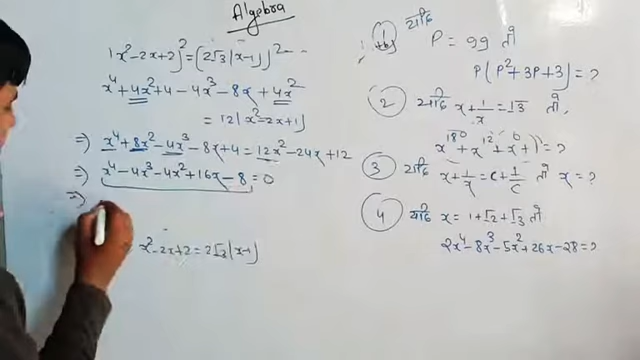 Algebra
(x²-2x+2)² = (2√3(x-1))²
x⁴+4x²+4-4x³-8x+4x²
= 12(x²-2x+1)
⇒ x⁴+8x²-4x³-8x+4 = 12x²-24x+12
⇒ x⁴-4x³-4x²+16x-8=0
⇒
x²-2x+2=2√3(x-1)
① यदि
P = 99 तो
P(P²+3P+3) = ?
② यदि x+1/x = √3 तो,
x¹⁸⁰+x¹²+x⁶+1 = ?
③ यदि x+1/x = c+1/c तो x = ?
④ यदि x = 1+√2+√3 तो
2x⁴-8x³-5x²+26x-28=?